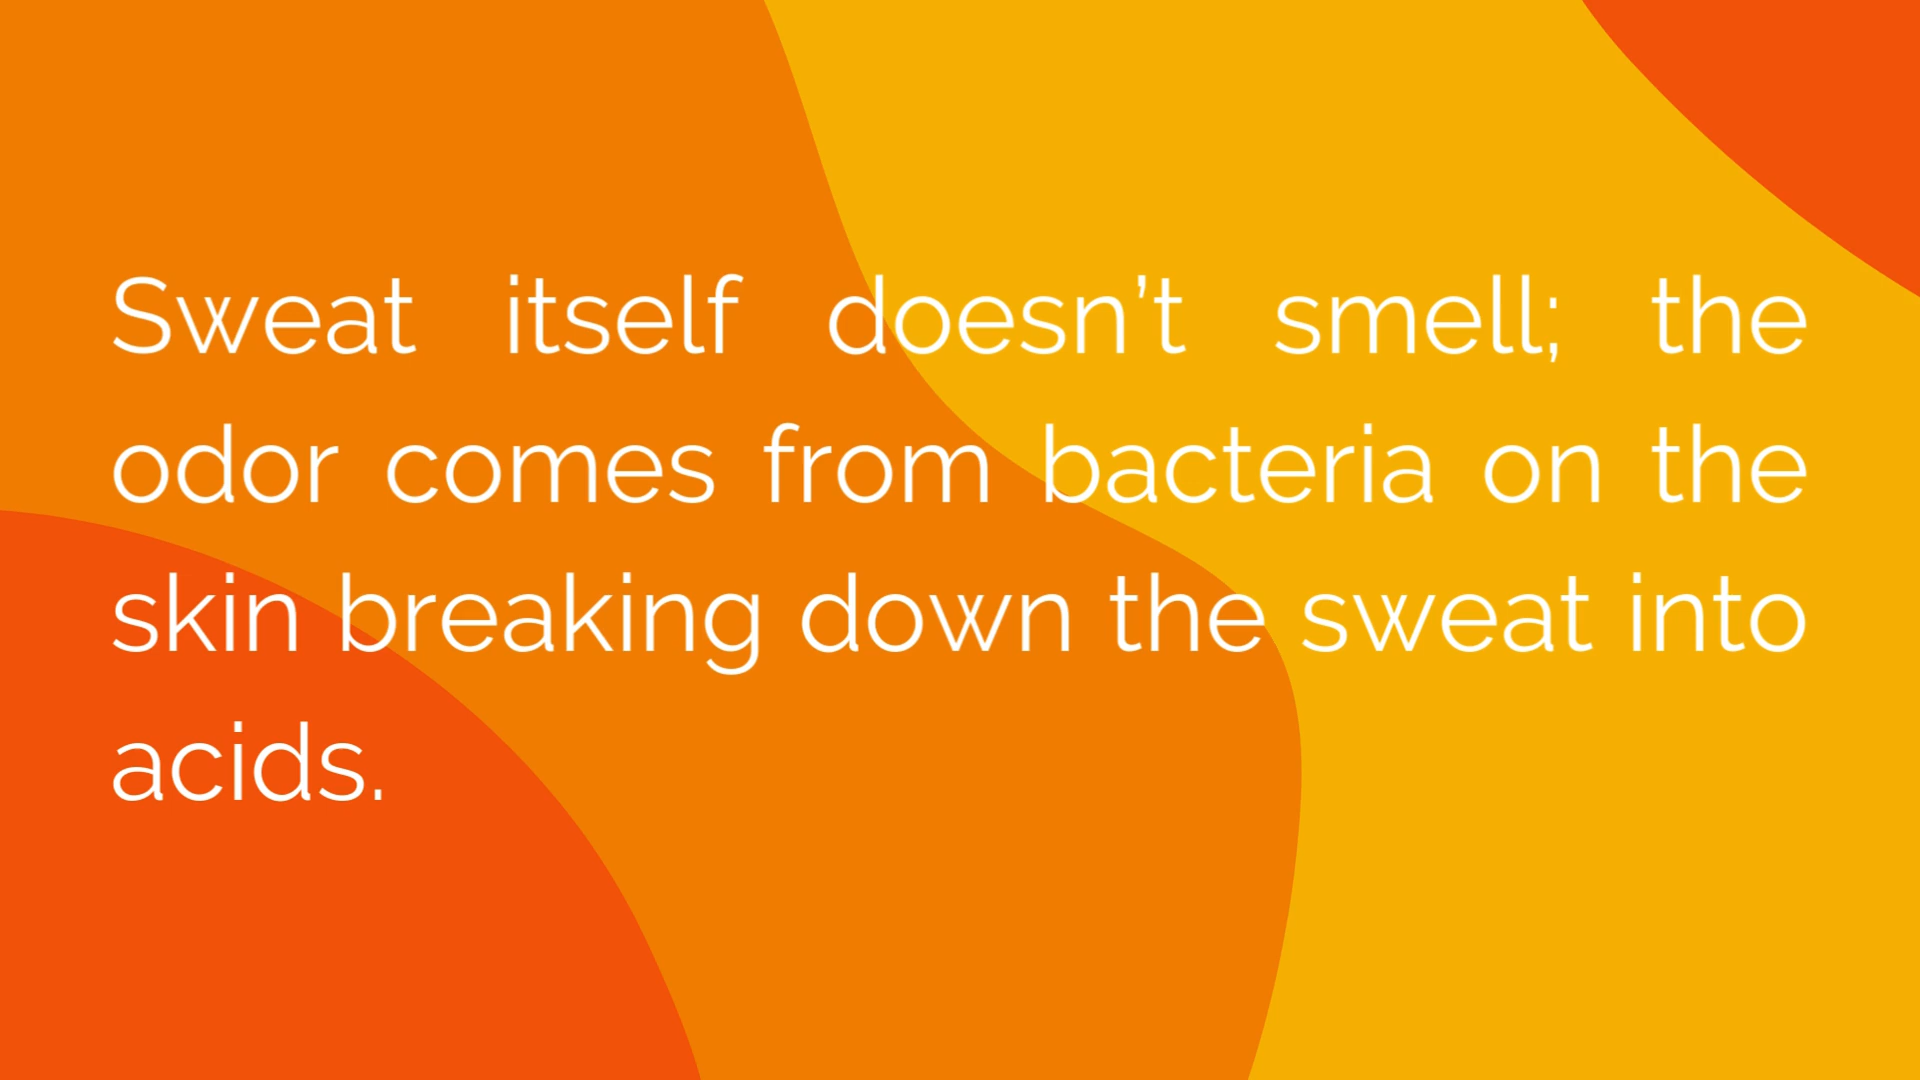 Sweat itself doesn’t smell; the
odor comes from bacteria on the
skin breaking down the sweat into
acids.